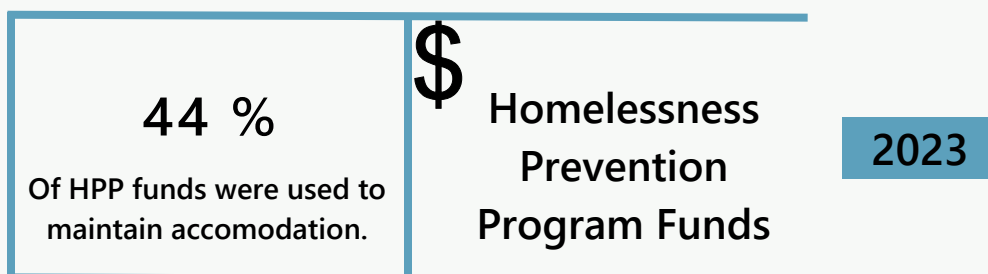 44 %
Of HPP funds were used to
maintain accomodation.
$
Homelessness
Prevention
Program Funds
2023